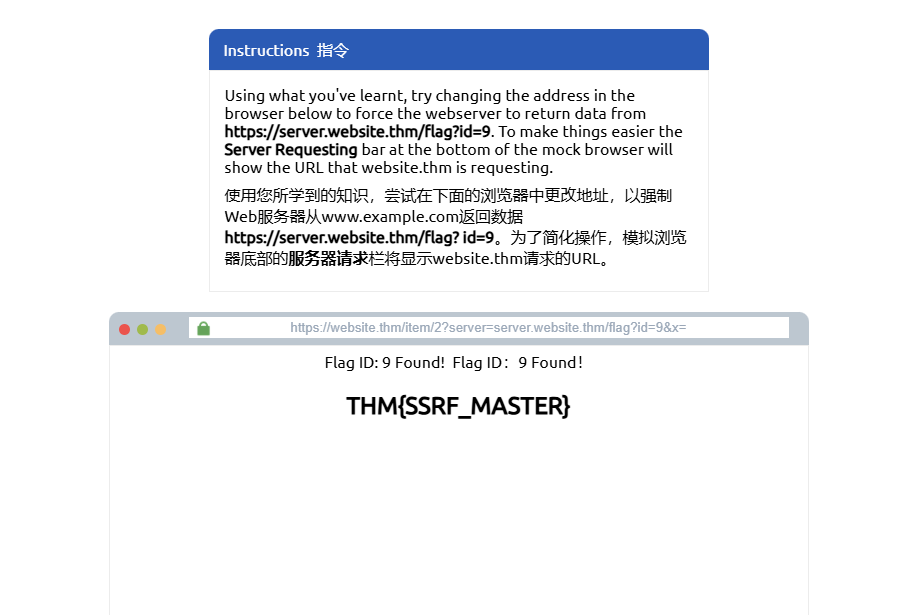 Instructions 指令
Using what you've learnt, try changing the address in the
browser below to force the webserver to return data from
https://server.website.thm/flag?id=9. To make things easier the
Server Requesting bar at the bottom of the mock browser will
show the URL that website.thm is requesting.
使用您所学到的知识，尝试在下面的浏览器中更改地址，以强制
Web服务器从www.example.com返回数据
https://server.website.thm/flag? id=9。为了简化操作，模拟浏览
器底部的服务器请求栏将显示website.thm请求的URL。
https://website.thm/item/2?server=server.website.thm/flag?id=9&x=
Flag ID: 9 Found! Flag ID：9 Found！
THM{SSRF_MASTER}